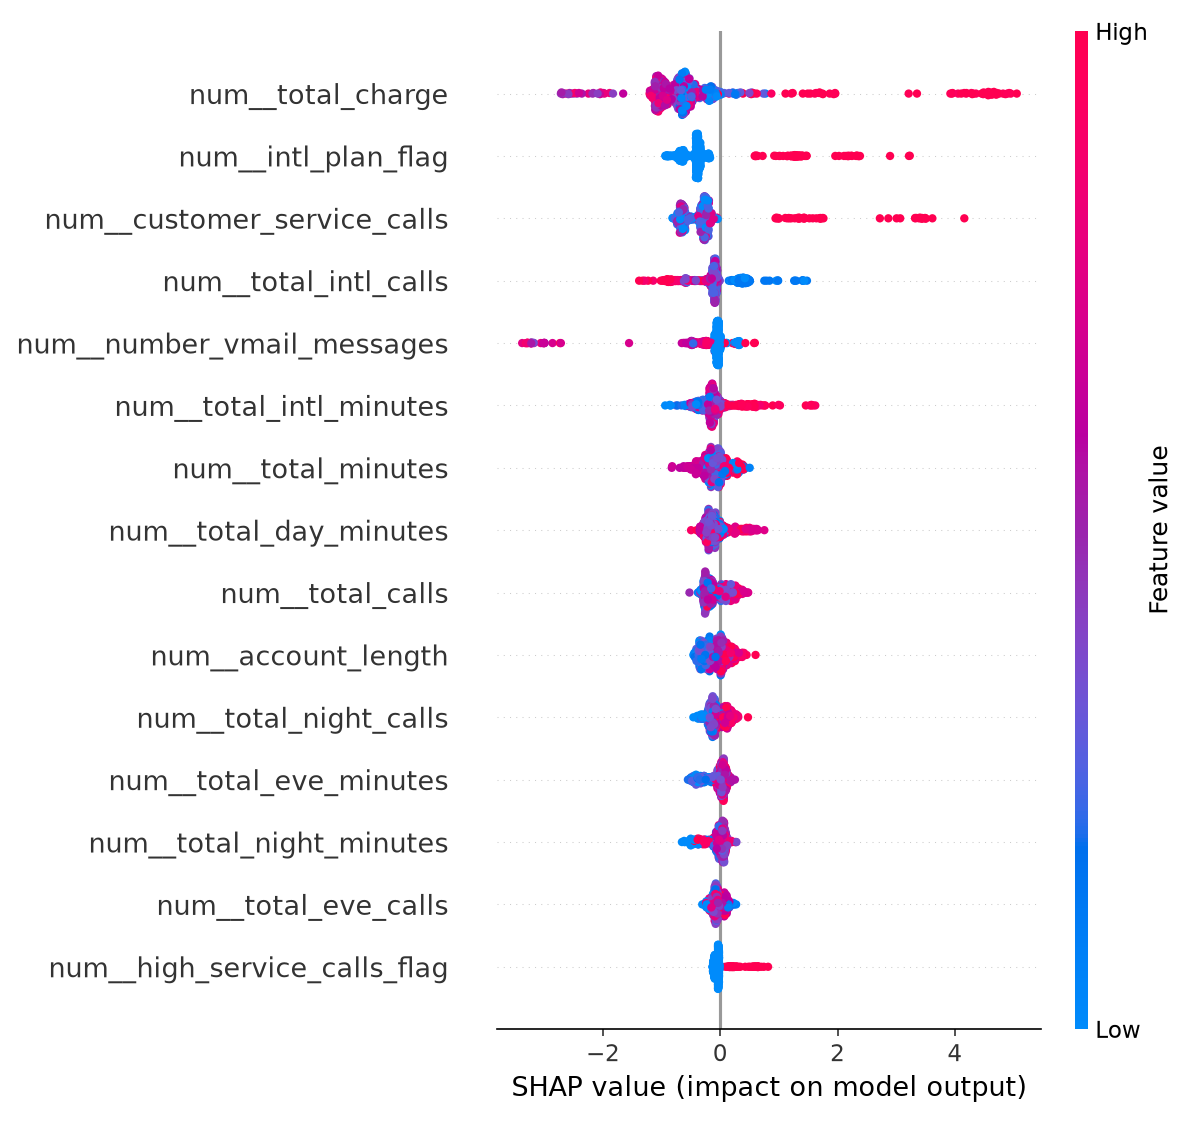 High
num__total_charge
num__intl_plan_flag
num__customer_service_calls
num__total_intl_calls
num__number_vmail_messages
num__total_intl_minutes
num__total_minutes
num__total_day_minutes
num__total_calls
num__account_length
num__total_night_calls
num__total_eve_minutes
num__total_night_minutes
num__total_eve_calls
num__high_service_calls_flag
Feature value
Low
−2 0 2 4
SHAP value (impact on model output)